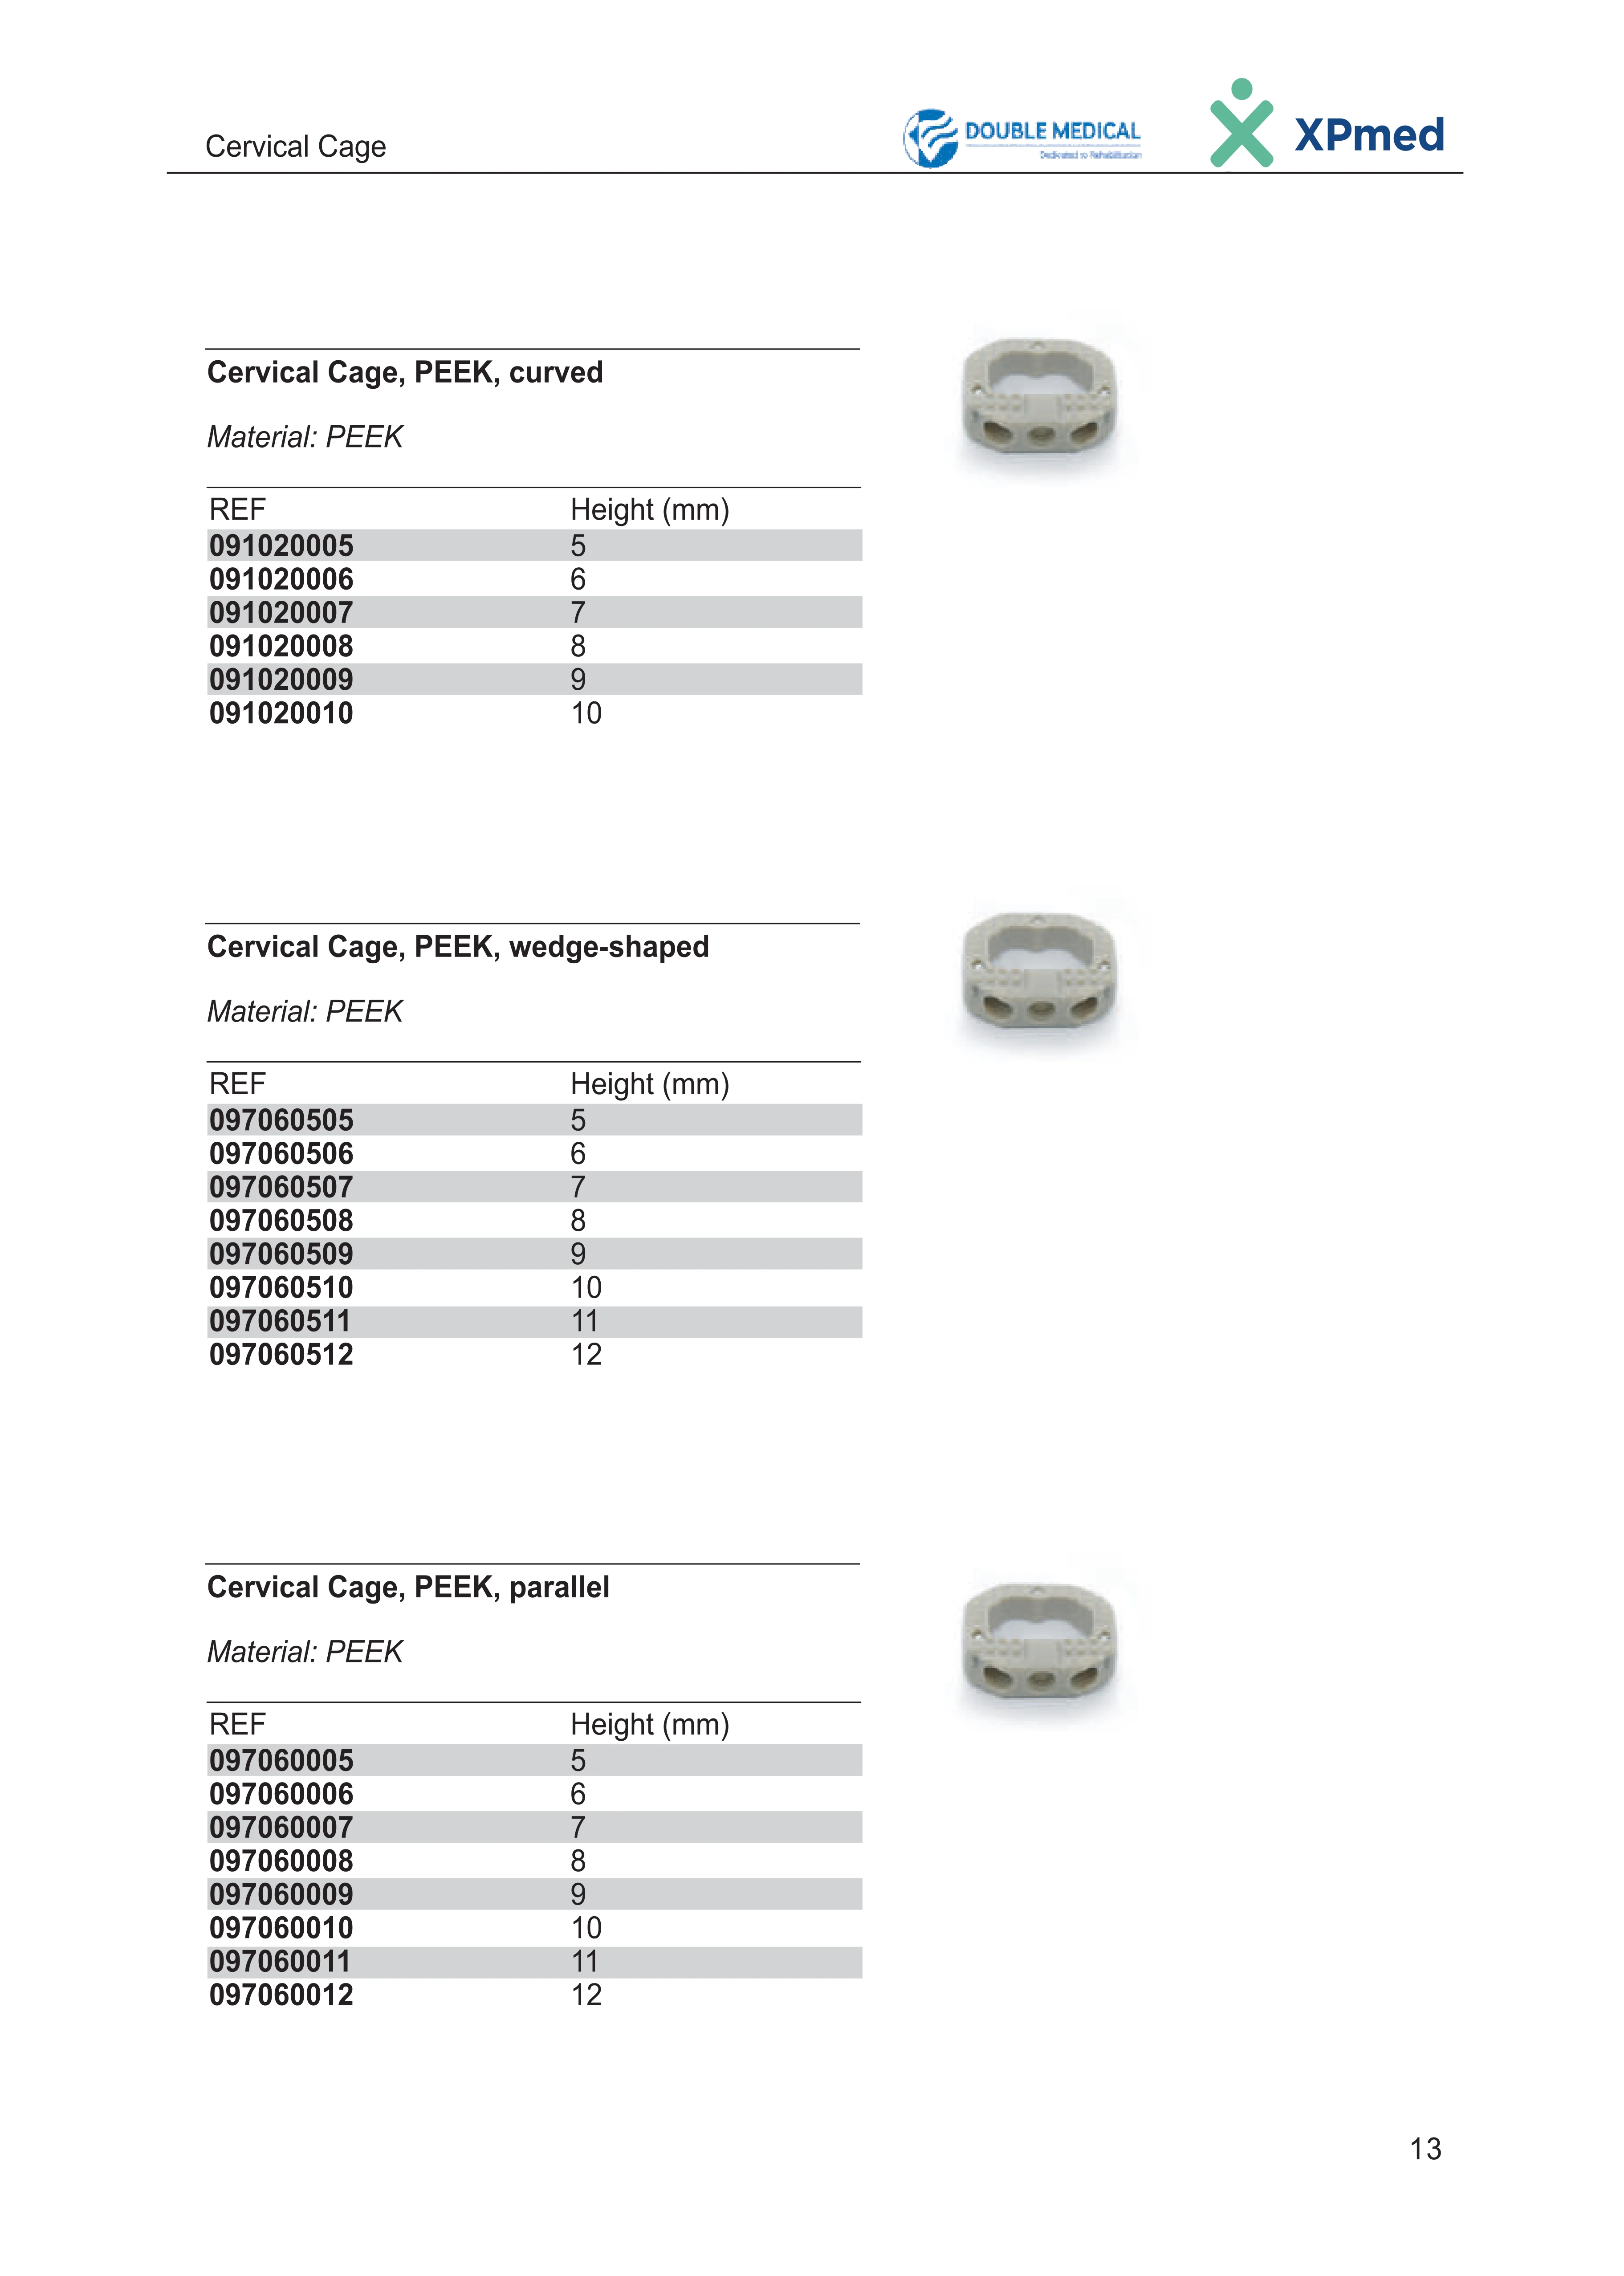 Cervical Cage
DOUBLE MEDICAL
Dedicated to Rehabilitation
XPmed
Cervical Cage, PEEK, curved
Material: PEEK
REF Height (mm)
091020005 5
091020006 6
091020007 7
091020008 8
091020009 9
091020010 10
Cervical Cage, PEEK, wedge-shaped
Material: PEEK
REF Height (mm)
097060505 5
097060506 6
097060507 7
097060508 8
097060509 9
097060510 10
097060511 11
097060512 12
Cervical Cage, PEEK, parallel
Material: PEEK
REF Height (mm)
097060005 5
097060006 6
097060007 7
097060008 8
097060009 9
097060010 10
097060011 11
097060012 12
13